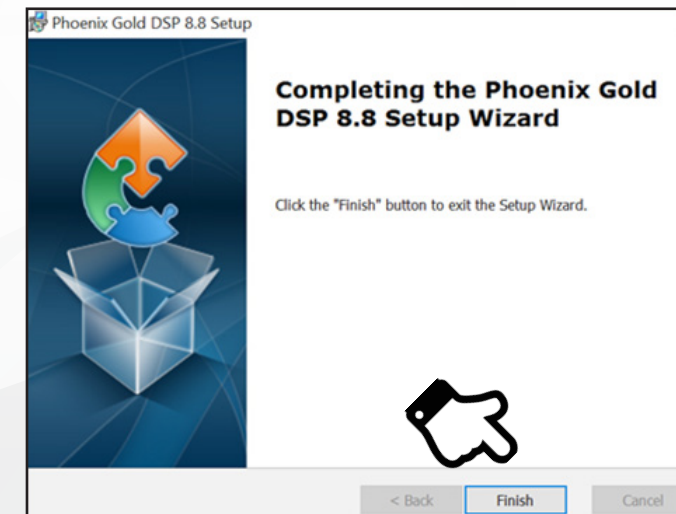 Phoenix Gold DSP 8.8 Setup
Completing the Phoenix Gold
DSP 8.8 Setup Wizard
Click the "Finish" button to exit the Setup Wizard.
< Back Finish Cancel